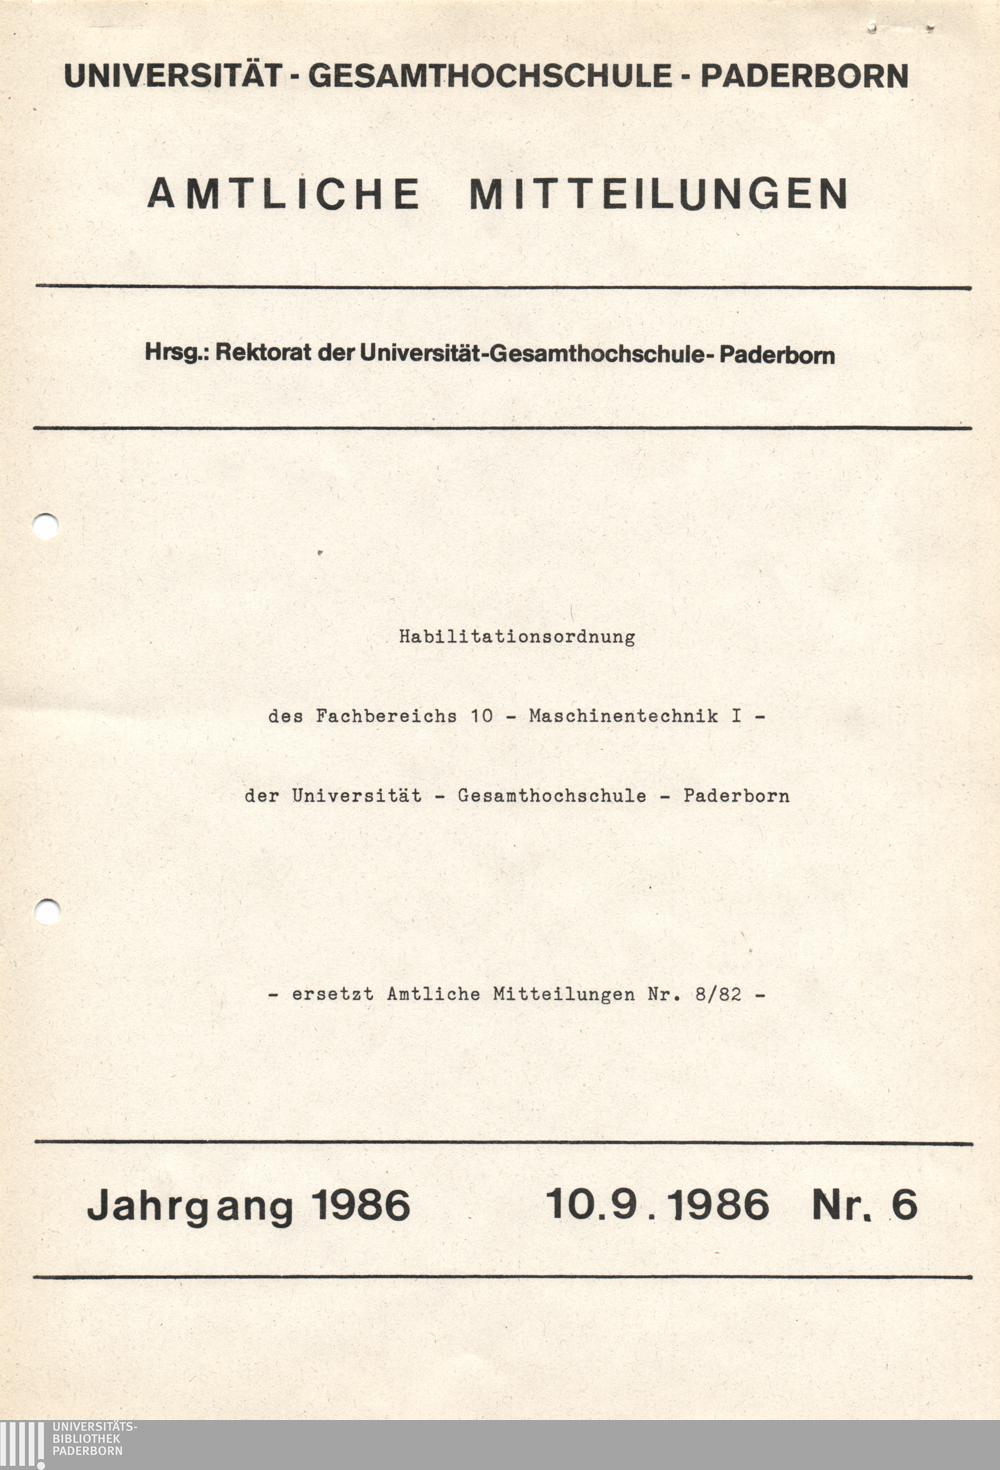 UNIVERSITÄT - GESAMTHOCHSCHULE - PADERBORN
AMTLICHE MITTEILUNGEN
Hrsg.: Rektorat der Universität-Gesamthochschule- Paderborn
Habilitationsordnung
des Fachbereichs 10 - Maschinentechnik I -
der Universität - Gesamthochschule - Paderborn
- ersetzt Amtliche Mitteilungen Nr. 8/82 -
Jahrgang 1986 10.9.1986 Nr. 6
UNIVERSITÄTS-
BIBLIOTHEK
PADERBORN